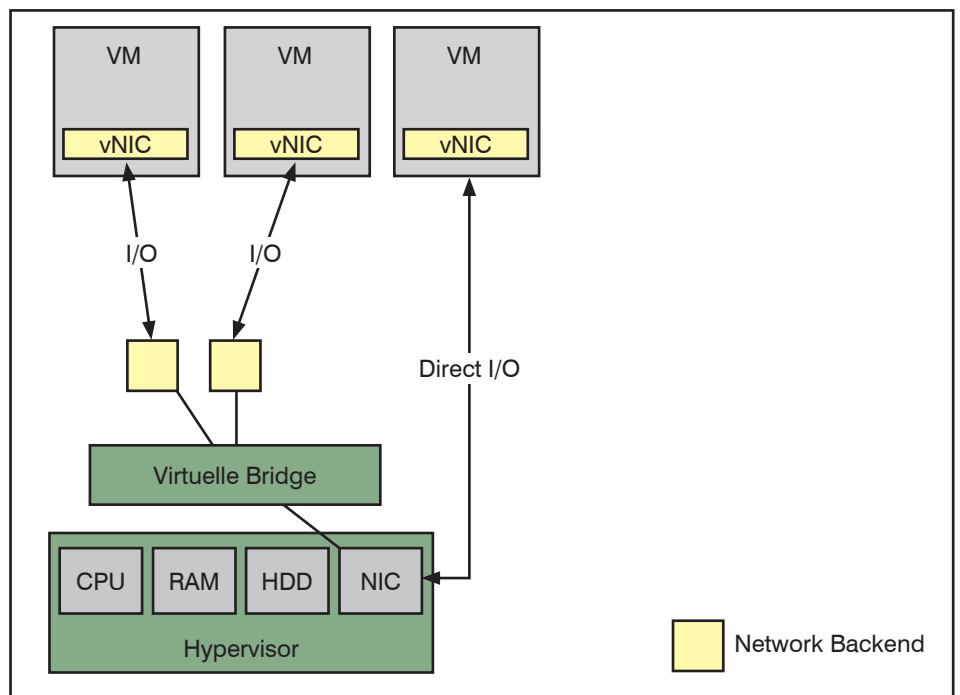 VM
VM
VM
vNIC
vNIC
vNIC
I/O
I/O
Direct I/O
Virtuelle Bridge
CPU
RAM
HDD
NIC
Hypervisor
Network Backend